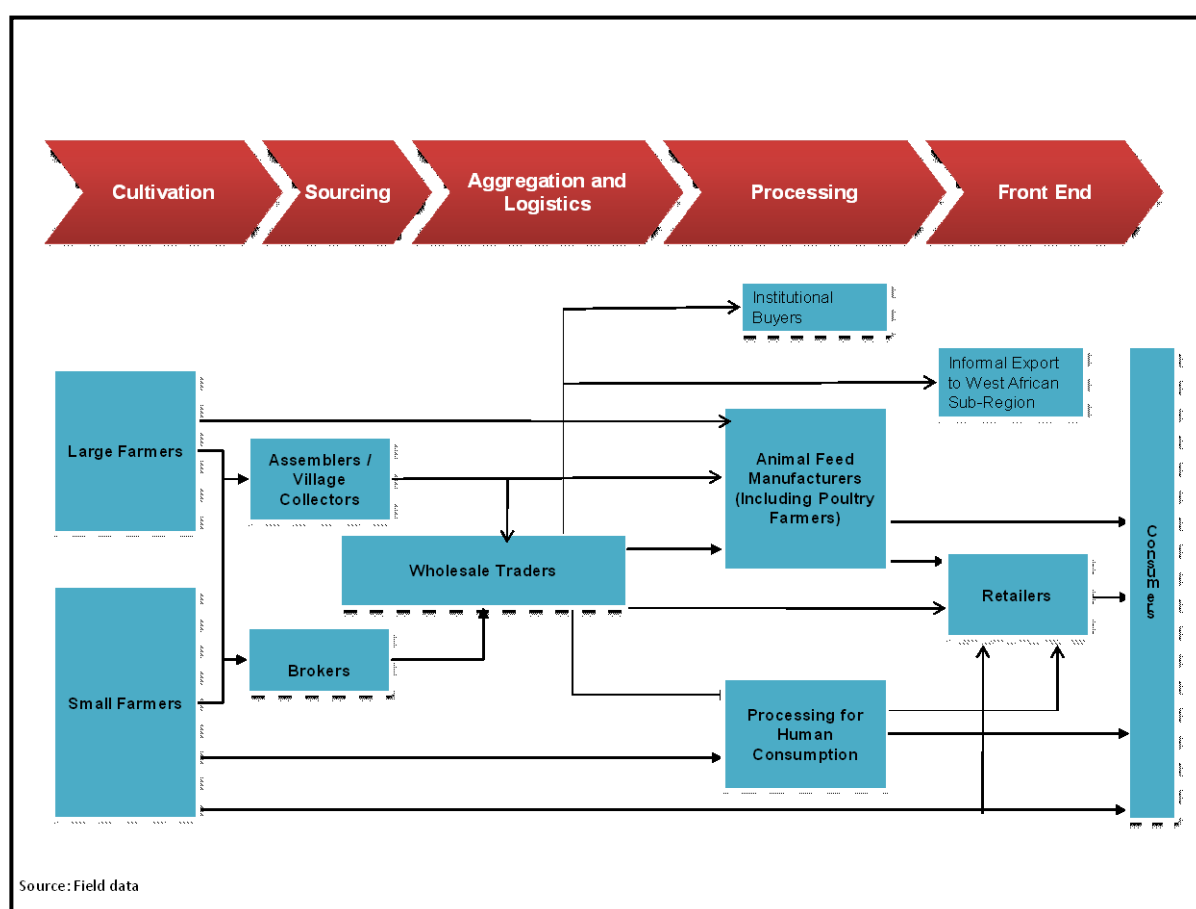 Cultivation
Sourcing
Aggregation and
Logistics
Processing
Front End
Institutional
Buyers
Informal Export
to West African
Sub-Region
Large Farmers
Assemblers /
Village
Collectors
Animal Feed
Manufacturers
(Including Poultry
Farmers)
Wholesale Traders
Retailers
Consumers
Small Farmers
Brokers
Processing for
Human
Consumption
Source: Field data